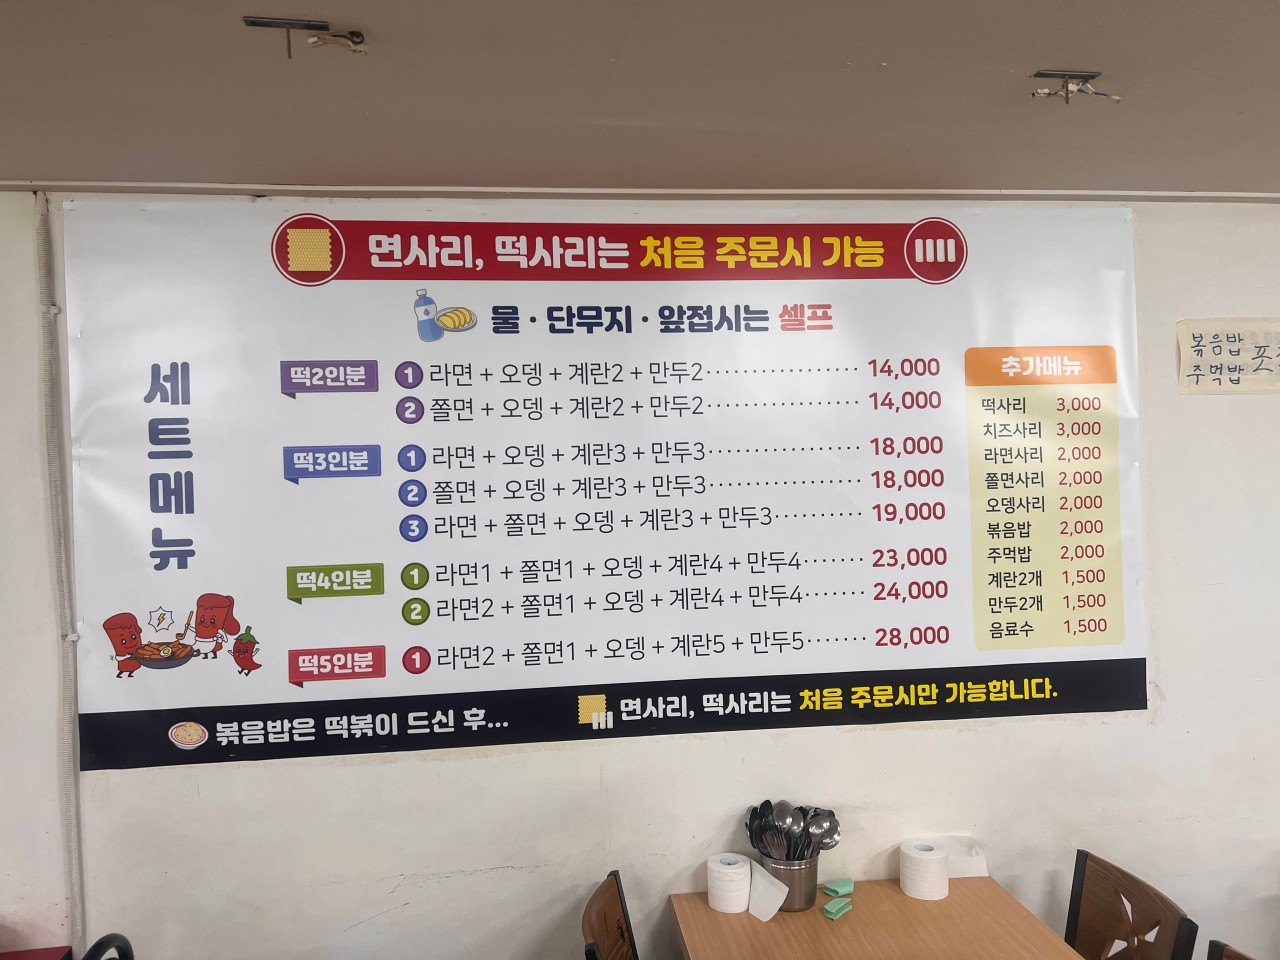 면사리, 떡사리는 처음 주문시 가능
물 · 단무지 · 앞접시는 셀프
세트메뉴
떡2인분
1 라면 + 오뎅 + 계란2 + 만두2 14,000
2 쫄면 + 오뎅 + 계란2 + 만두2 14,000
떡3인분
1 라면 + 오뎅 + 계란3 + 만두3 18,000
2 쫄면 + 오뎅 + 계란3 + 만두3 18,000
3 라면 + 쫄면 + 오뎅 + 계란3 + 만두3 19,000
떡4인분
1 라면1 + 쫄면1 + 오뎅 + 계란4 + 만두4 23,000
2 라면2 + 쫄면1 + 오뎅 + 계란4 + 만두4 24,000
떡5인분
1 라면2 + 쫄면1 + 오뎅 + 계란5 + 만두5 28,000
추가메뉴
떡사리 3,000
치즈사리 3,000
라면사리 2,000
쫄면사리 2,000
오뎅사리 2,000
볶음밥 2,000
주먹밥 2,000
계란2개 1,500
만두2개 1,500
음료수 1,500
볶음밥은 떡볶이 드신 후...
면사리, 떡사리는 처음 주문시만 가능합니다.
볶음밥
주먹밥